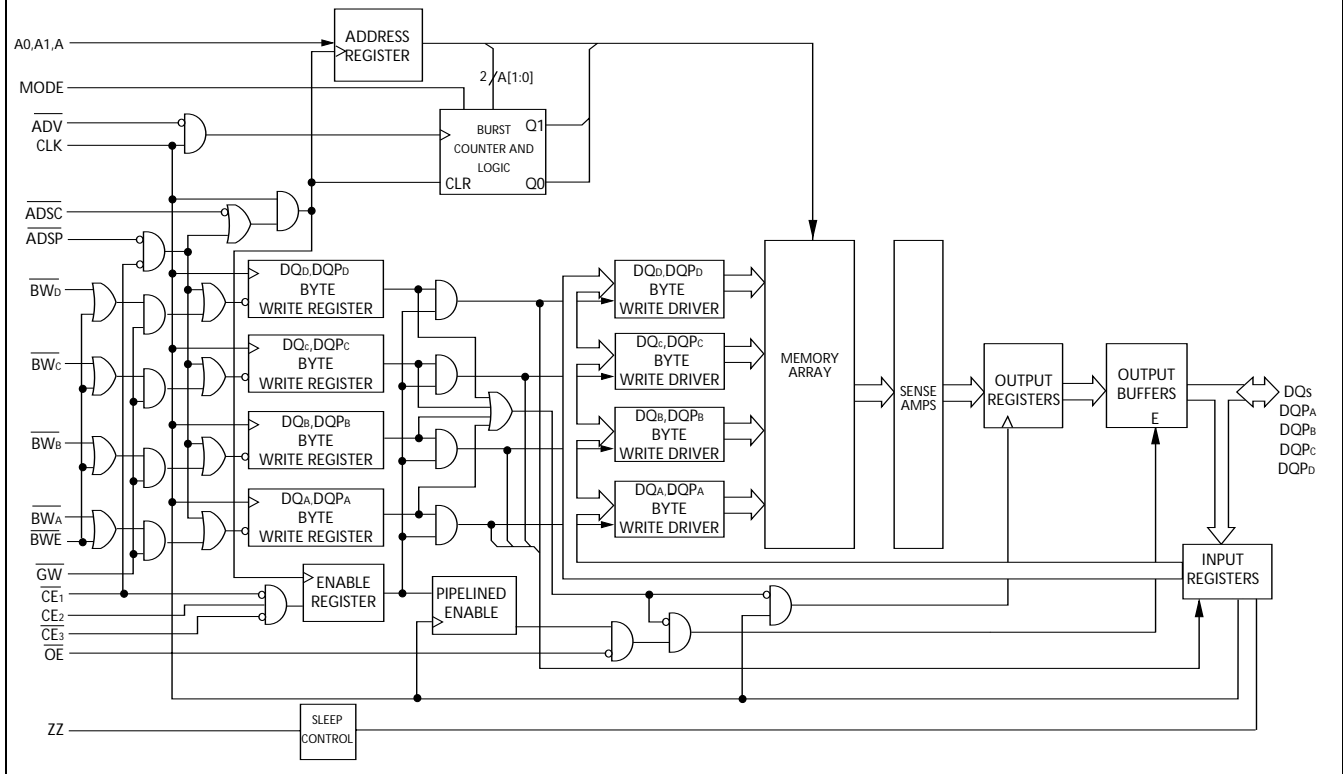 A0,A1,A
ADDRESS
REGISTER
MODE
2 A[1:0]
ADV
CLK
BURST
COUNTER AND
LOGIC
CLR
Q1
Q0
ADSC
ADSP
BWD
DQD,DQPD
BYTE
WRITE REGISTER
DQD,DQPD
BYTE
WRITE DRIVER
BWC
DQc,DQPC
BYTE
WRITE REGISTER
DQc,DQPC
BYTE
WRITE DRIVER
MEMORY
ARRAY
SENSE
AMPS
OUTPUT
REGISTERS
OUTPUT
BUFFERS
E
DQs
DQPA
DQPB
DQPC
DQPD
BWB
DQB,DQPB
BYTE
WRITE REGISTER
DQB,DQPB
BYTE
WRITE DRIVER
BWA
BWE
DQA,DQPA
BYTE
WRITE REGISTER
DQA,DQPA
BYTE
WRITE DRIVER
GW
CE1
CE2
CE3
OE
ENABLE
REGISTER
PIPELINED
ENABLE
INPUT
REGISTERS
ZZ
SLEEP
CONTROL